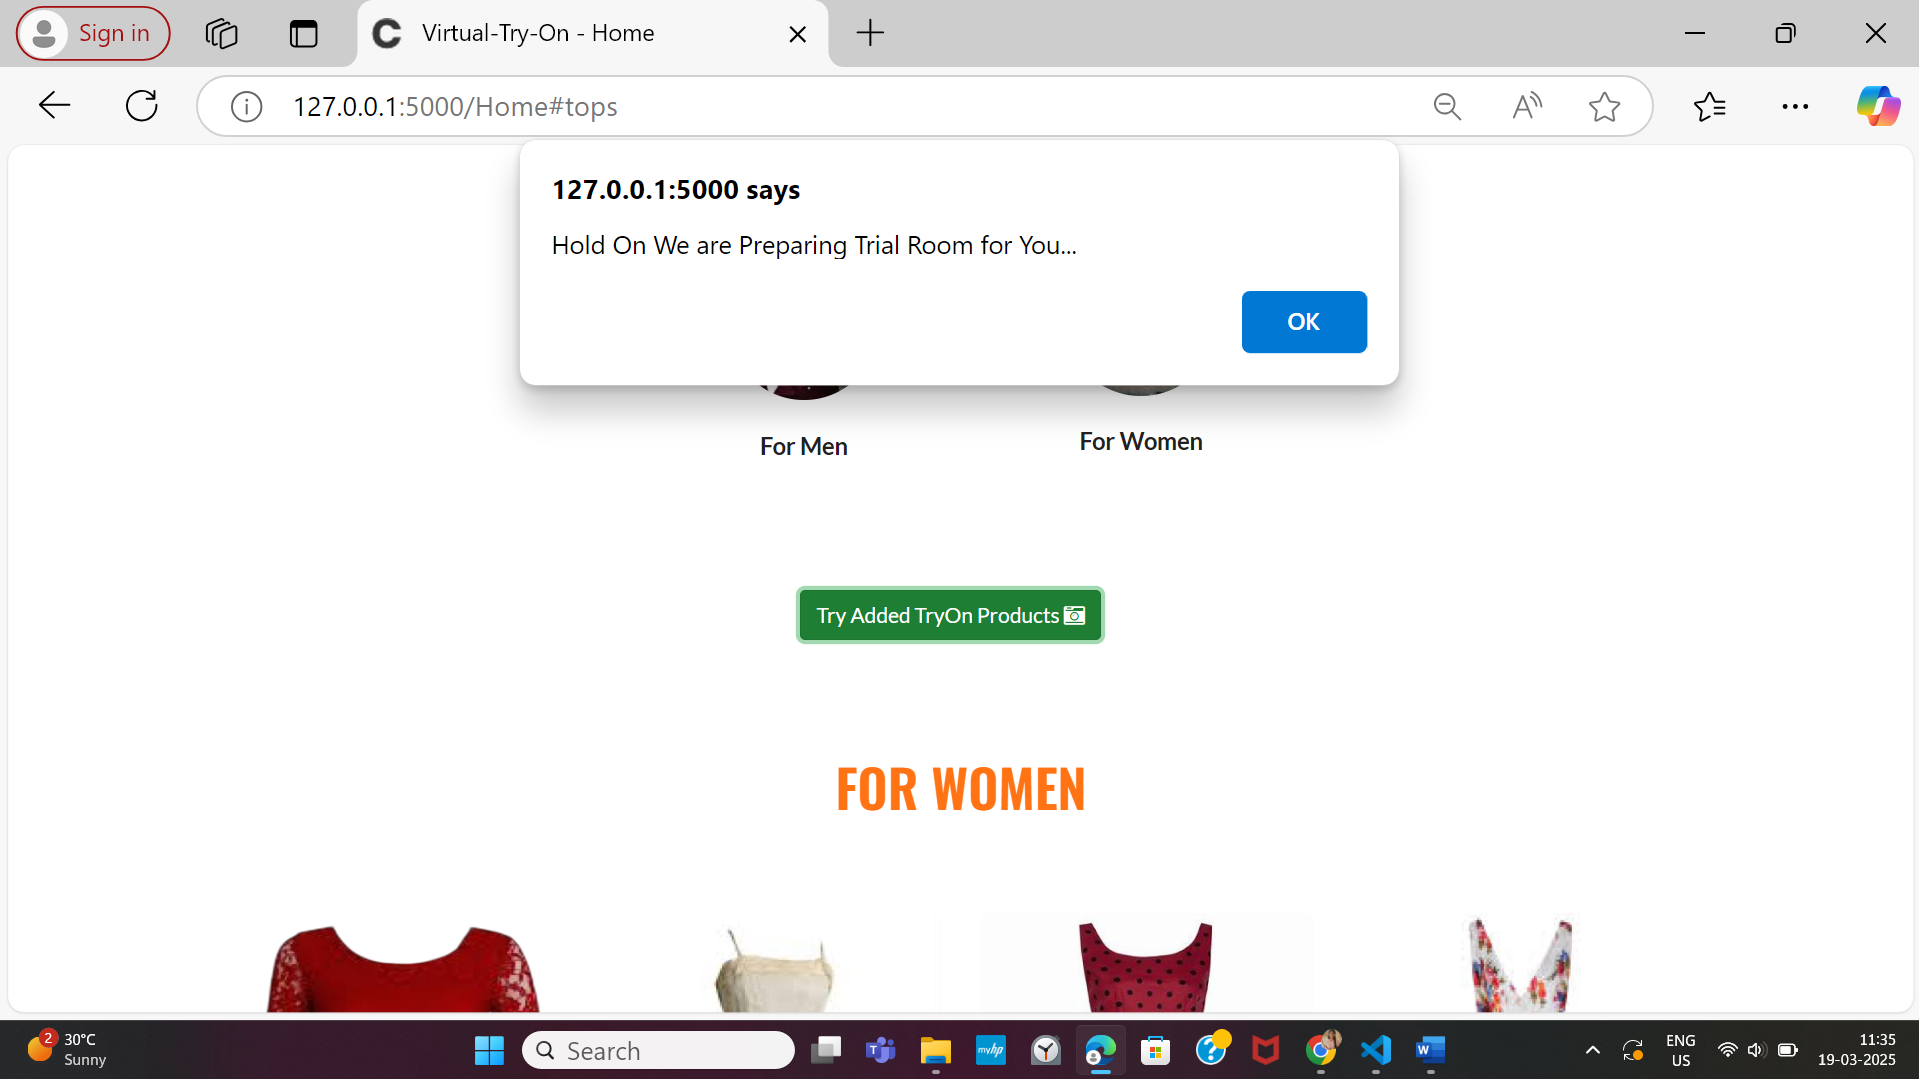 Sign in
Virtual-Try-On - Home
127.0.0.1:5000/Home#tops
127.0.0.1:5000 says
Hold On We are Preparing Trial Room for You...
OK
For Men
For Women
Try Added TryOn Products
FOR WOMEN
2
30°C
Sunny
Search
myhp
ENG
US
11:35
19-03-2025